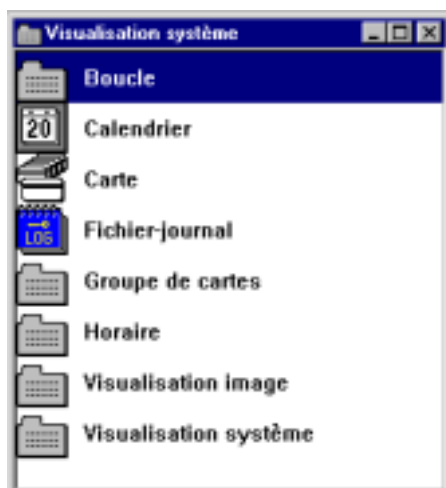 Visualisation système
Boucle
20
Calendrier
Carte
LOG
Fichier-journal
Groupe de cartes
Horaire
Visualisation image
Visualisation système